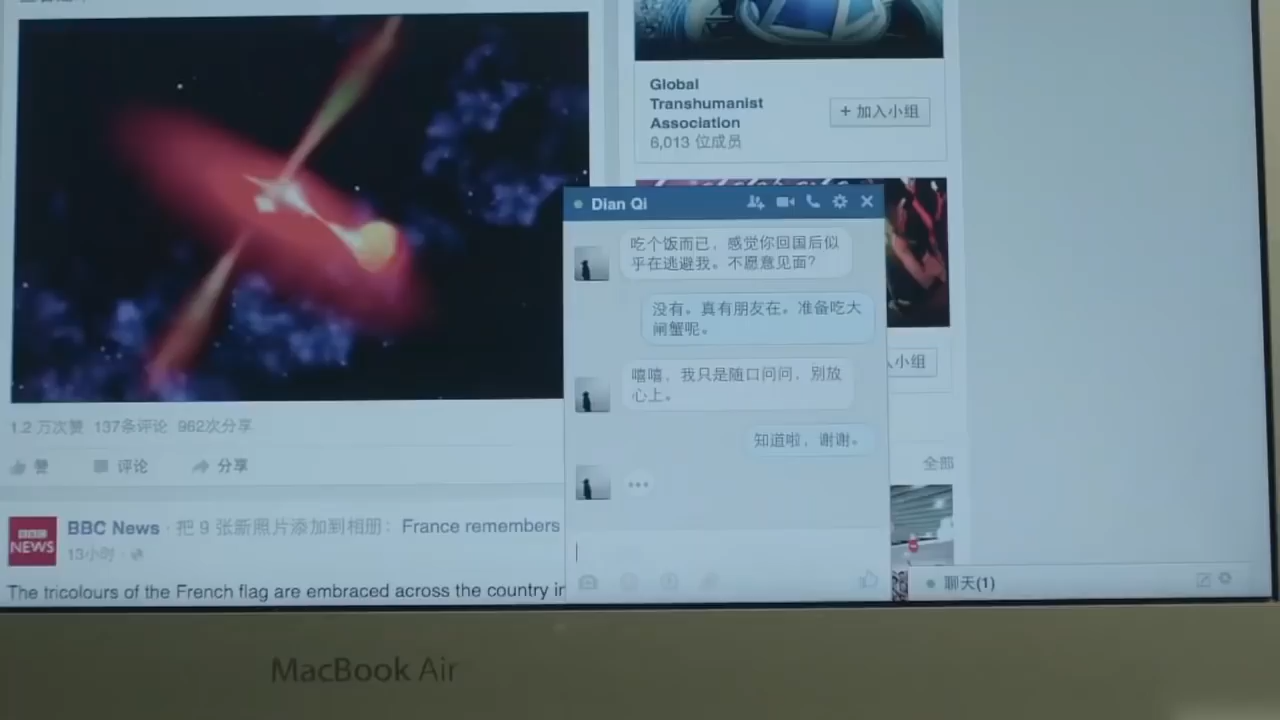 Global
Transhumanist
Association
6,013 位成员
+ 加入小组
Dian Qi
吃个饭而已，感觉你回国后似
乎在逃避我。不愿意见面？
没有。真有朋友在。准备吃大
闸蟹呢。
嘻嘻，我只是随口问问，别放
心上。
知道啦，谢谢。
入小组
全部
1.2 万次赞 137条评论 962次分享
赞 评论 分享
BBC News · 把 9 张新照片添加到相册： France remembers
BBC
NEWS
13小时
The tricolours of the French flag are embraced across the country in
聊天(1)
MacBook Air